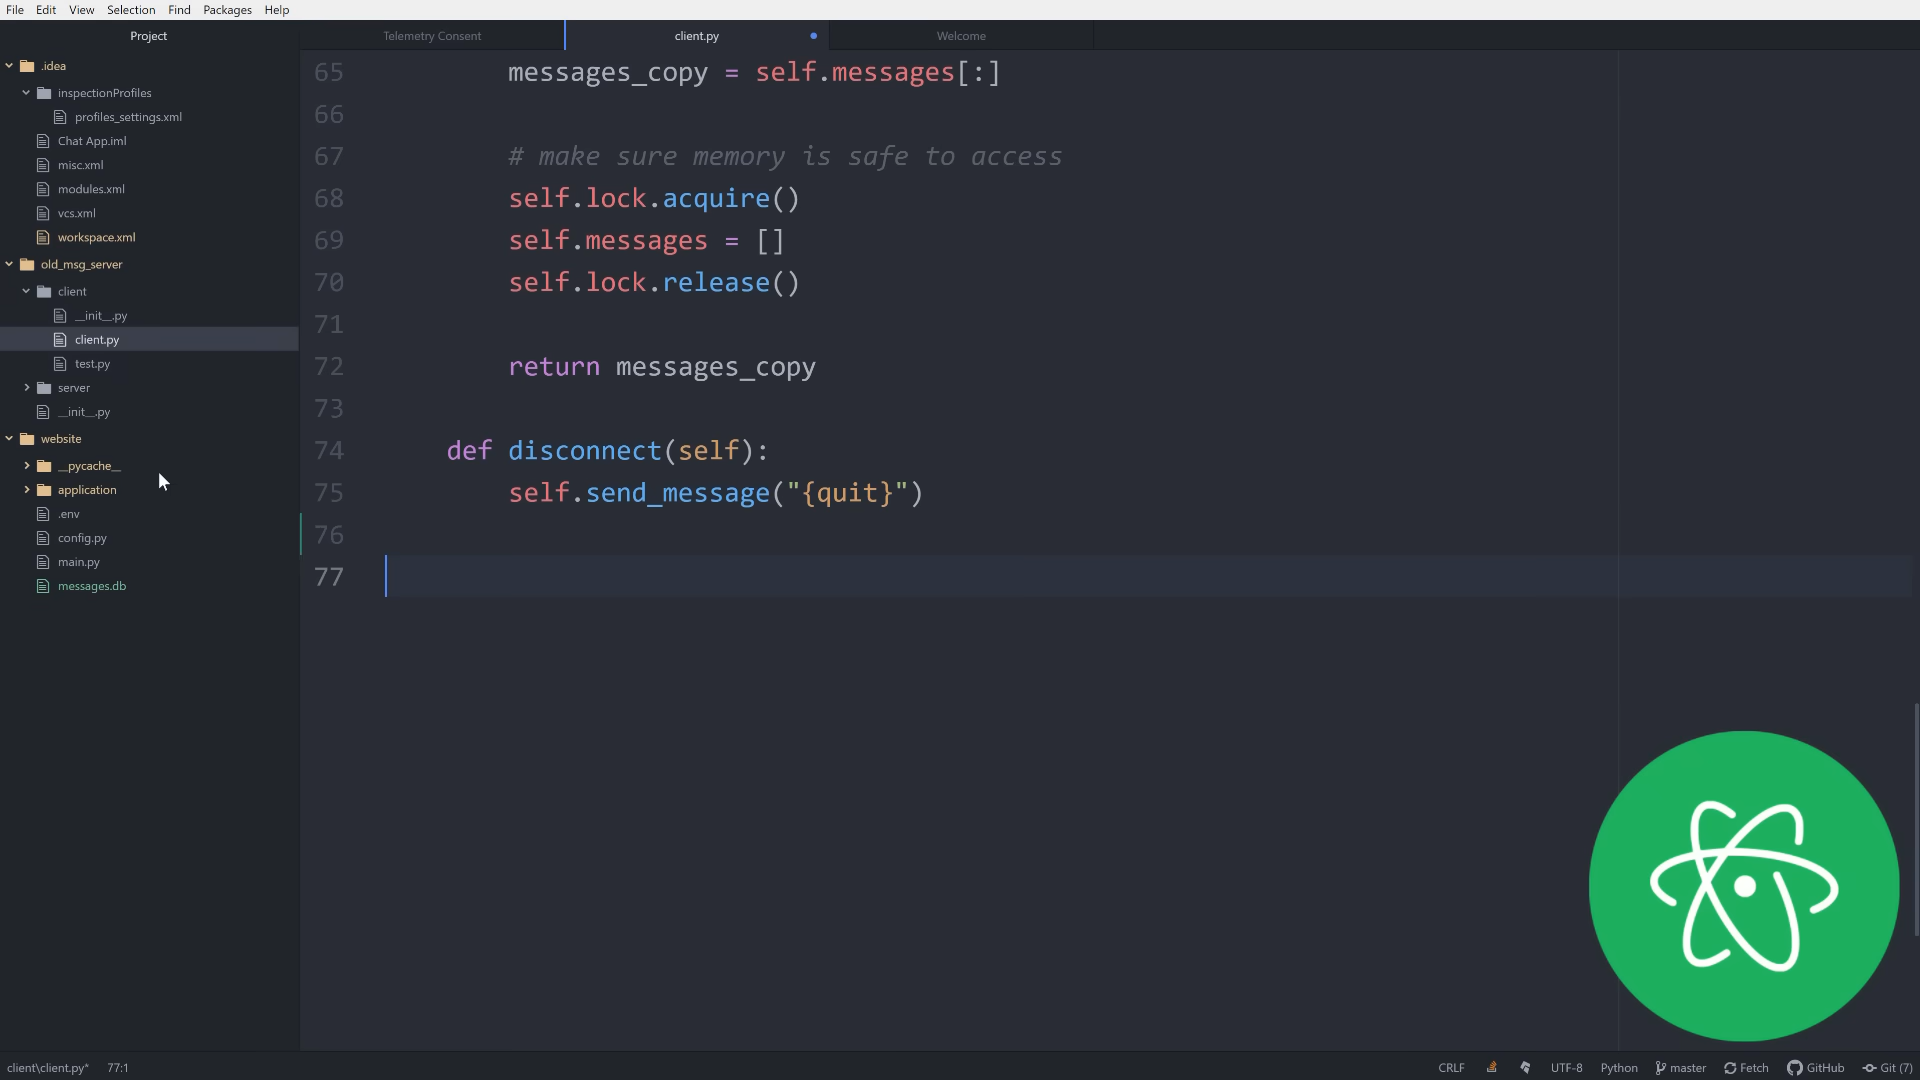 File Edit View Selection Find Packages Help
Project
Telemetry Consent
client.py
Welcome
.idea
inspectionProfiles
profiles_settings.xml
Chat App.iml
misc.xml
modules.xml
vcs.xml
workspace.xml
old_msg_server
client
__init__.py
client.py
test.py
server
__init__.py
website
__pycache__
application
.env
config.py
main.py
messages.db
65 messages_copy = self.messages[:]
66
67 # make sure memory is safe to access
68 self.lock.acquire()
69 self.messages = []
70 self.lock.release()
71
72 return messages_copy
73
74 def disconnect(self):
75 self.send_message("{quit}")
76
77
client\client.py* 77:1
CRLF UTF-8 Python master Fetch GitHub Git (7)